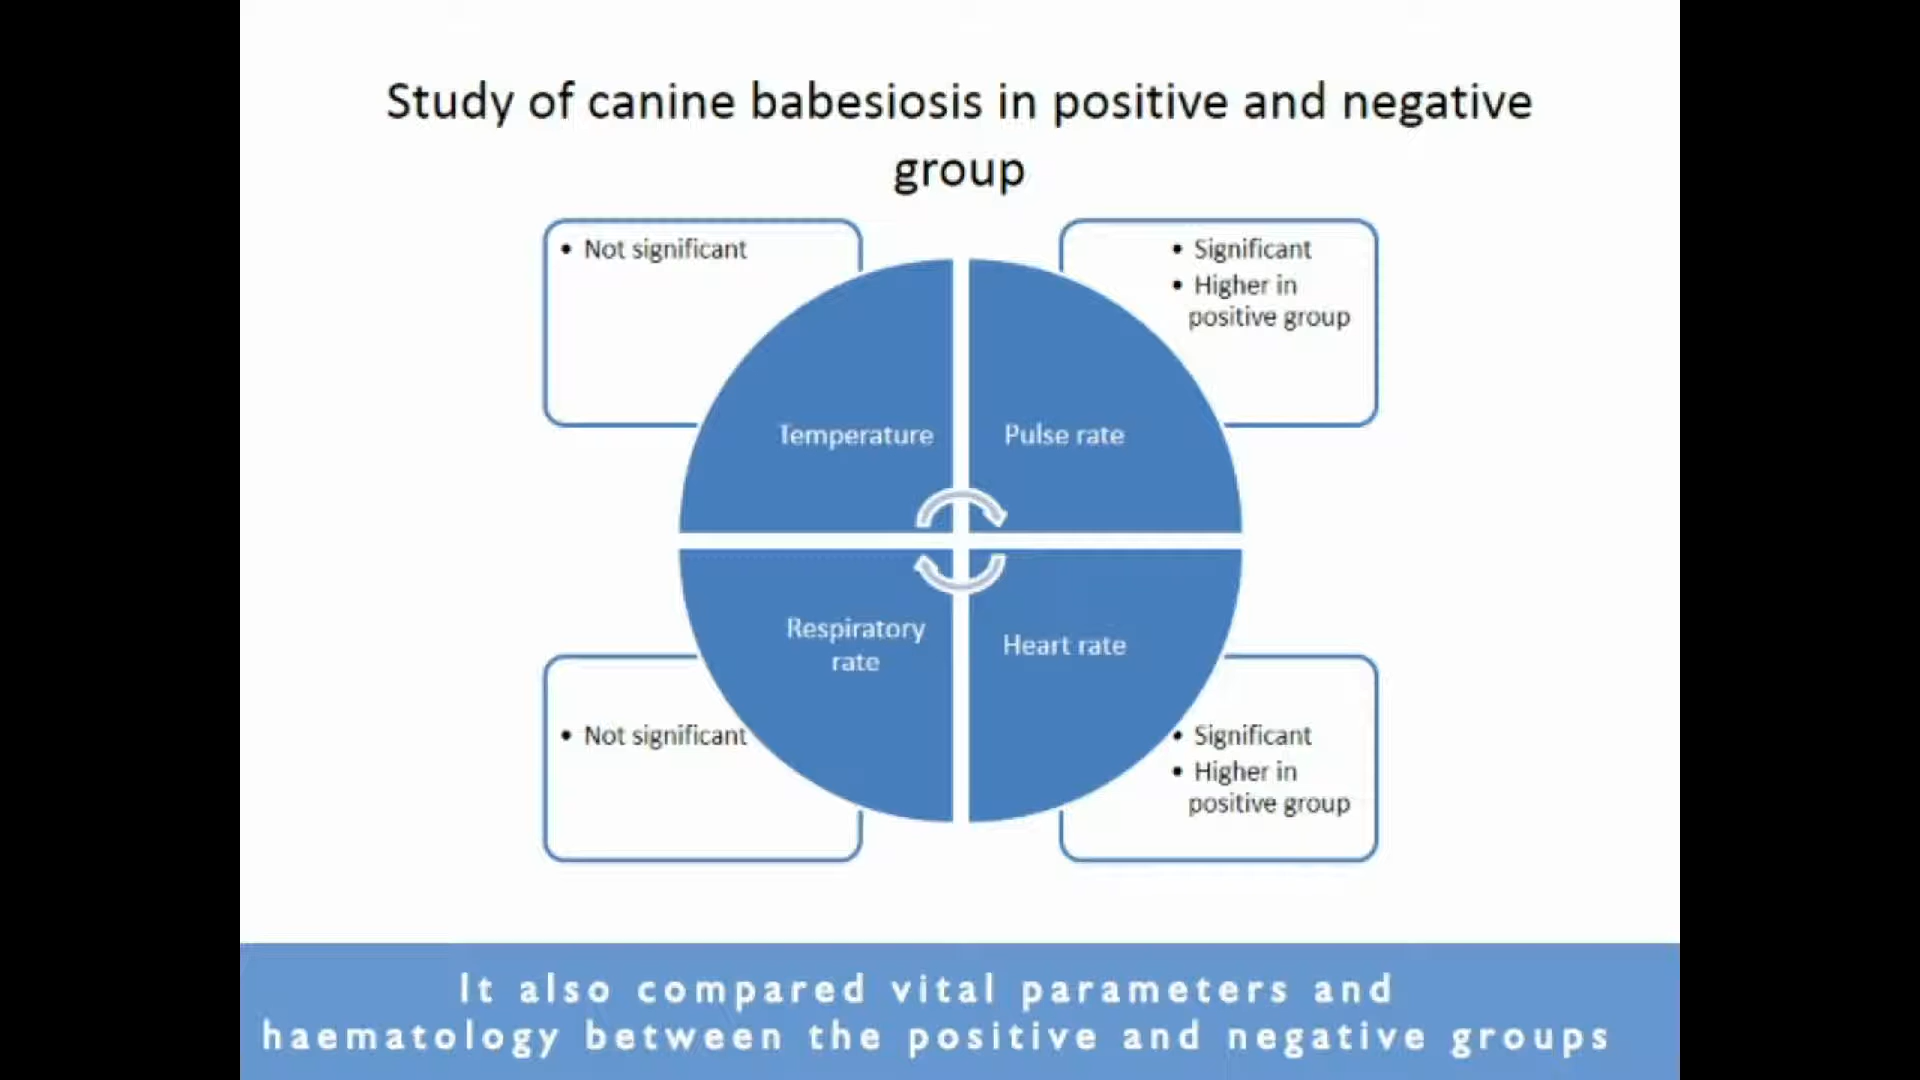 Study of canine babesiosis in positive and negative
group
• Not significant
• Significant
• Higher in
positive group
Temperature
Pulse rate
Respiratory
rate
Heart rate
• Not significant
• Significant
• Higher in
positive group
It also compared vital parameters and
haematology between the positive and negative groups